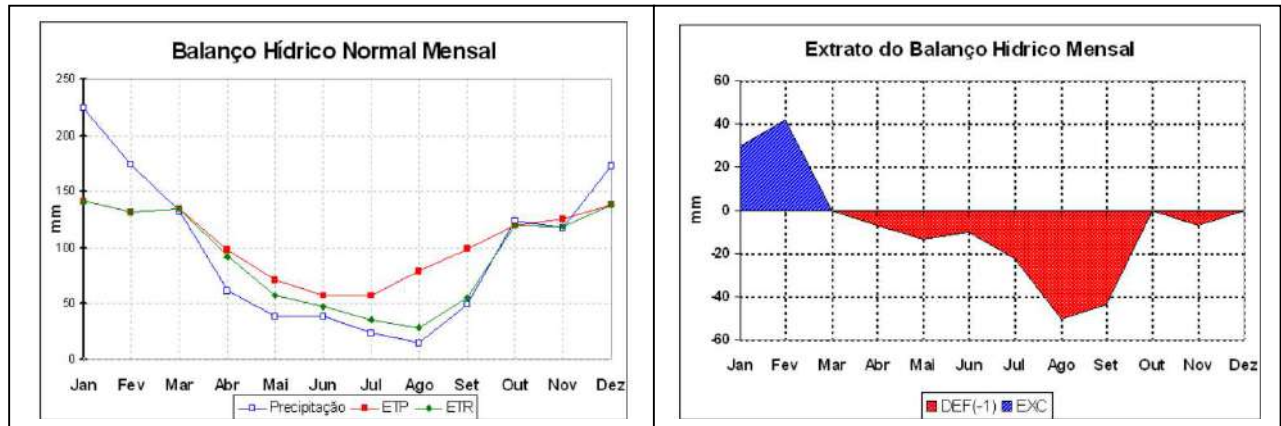 Balanço Hídrico Normal Mensal
250
200
150
100
50
0
mm
Jan Fev Mar Abr Mai Jun Jul Ago Set Out Nov Dez
Precipitação ETP ETR
Extrato do Balanço Hídrico Mensal
60
40
20
0
-20
-40
-60
mm
Jan Fev Mar Abr Mai Jun Jul Ago Set Out Nov Dez
DEF(-1) EXC